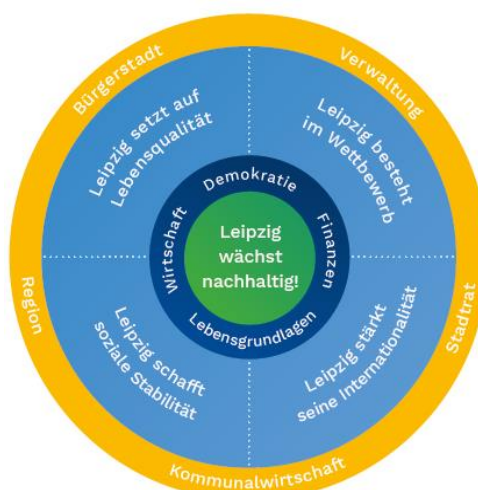 Bürgerstadt
Verwaltung
Leipzig setzt auf
Lebensqualität
Leipzig besteht
im Wettbewerb
Demokratie
Wirtschaft
Finanzen
Leipzig
wächst
nachhaltig!
Lebensgrundlagen
Region
Stadtrat
Leipzig schafft
soziale Stabilität
Leipzig stärkt
seine Internationalität
Kommunalwirtschaft